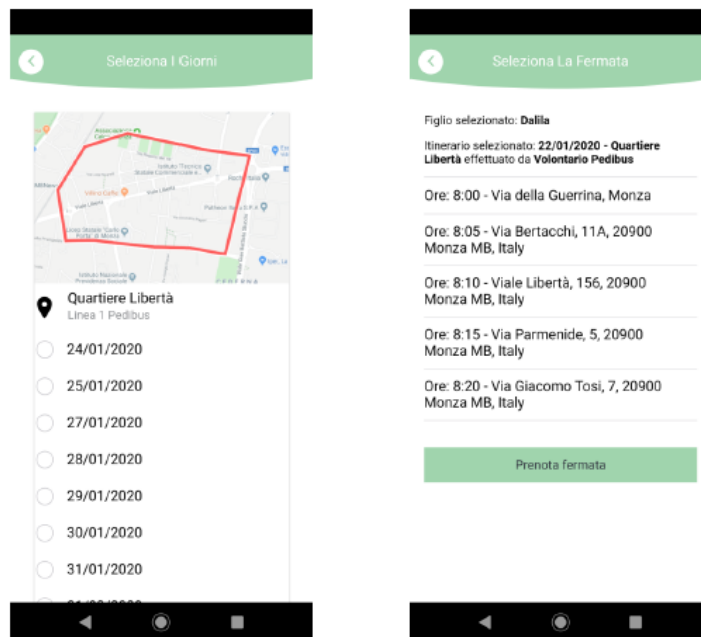 Seleziona I Giorni
Viale Libertà
Quartiere Libertà
Linea 1 Pedibus
24/01/2020
25/01/2020
27/01/2020
28/01/2020
29/01/2020
30/01/2020
31/01/2020
Seleziona La Fermata
Figlio selezionato: Dalila
Itinerario selezionato: 22/01/2020 - Quartiere
Libertà effettuato da Volontario Pedibus
Ore: 8:00 - Via della Guerrina, Monza
Ore: 8:05 - Via Bertacchi, 11A, 20900
Monza MB, Italy
Ore: 8:10 - Viale Libertà, 156, 20900
Monza MB, Italy
Ore: 8:15 - Via Parmenide, 5, 20900
Monza MB, Italy
Ore: 8:20 - Via Giacomo Tosi, 7, 20900
Monza MB, Italy
Prenota fermata